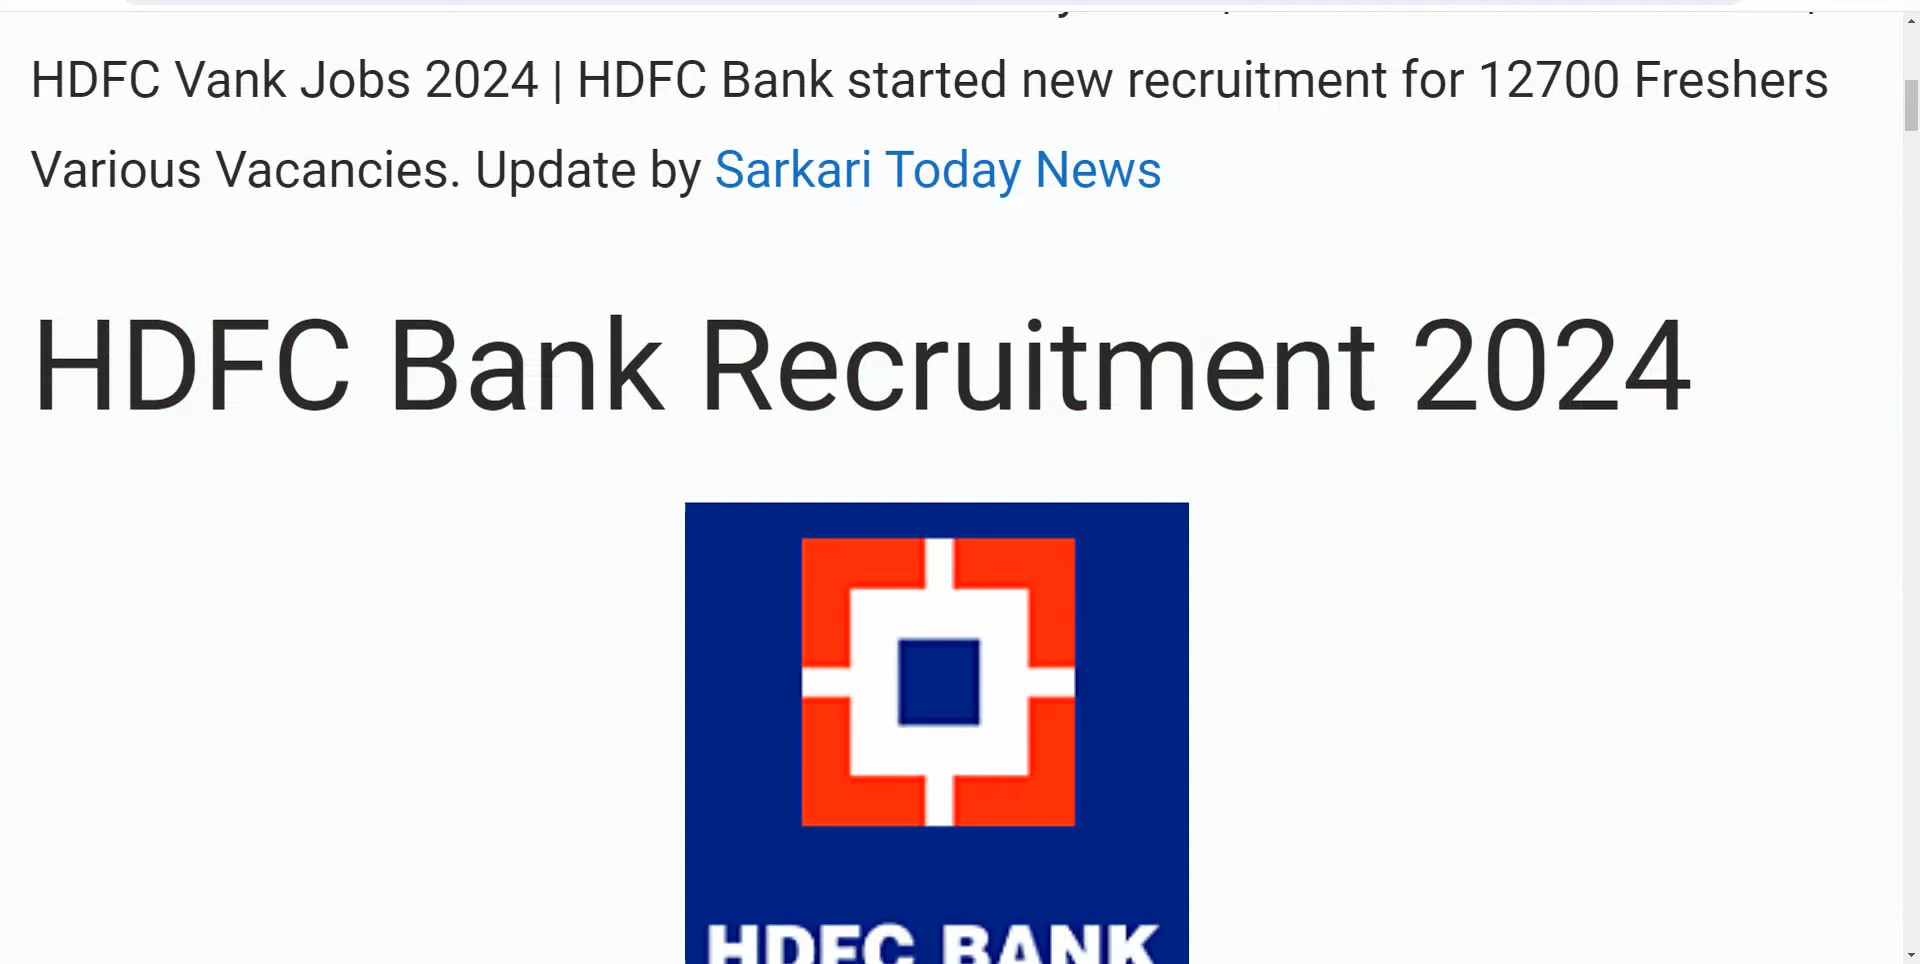 HDFC Vank Jobs 2024 | HDFC Bank started new recruitment for 12700 Freshers
Various Vacancies. Update by Sarkari Today News
HDFC Bank Recruitment 2024
HDFC BANK